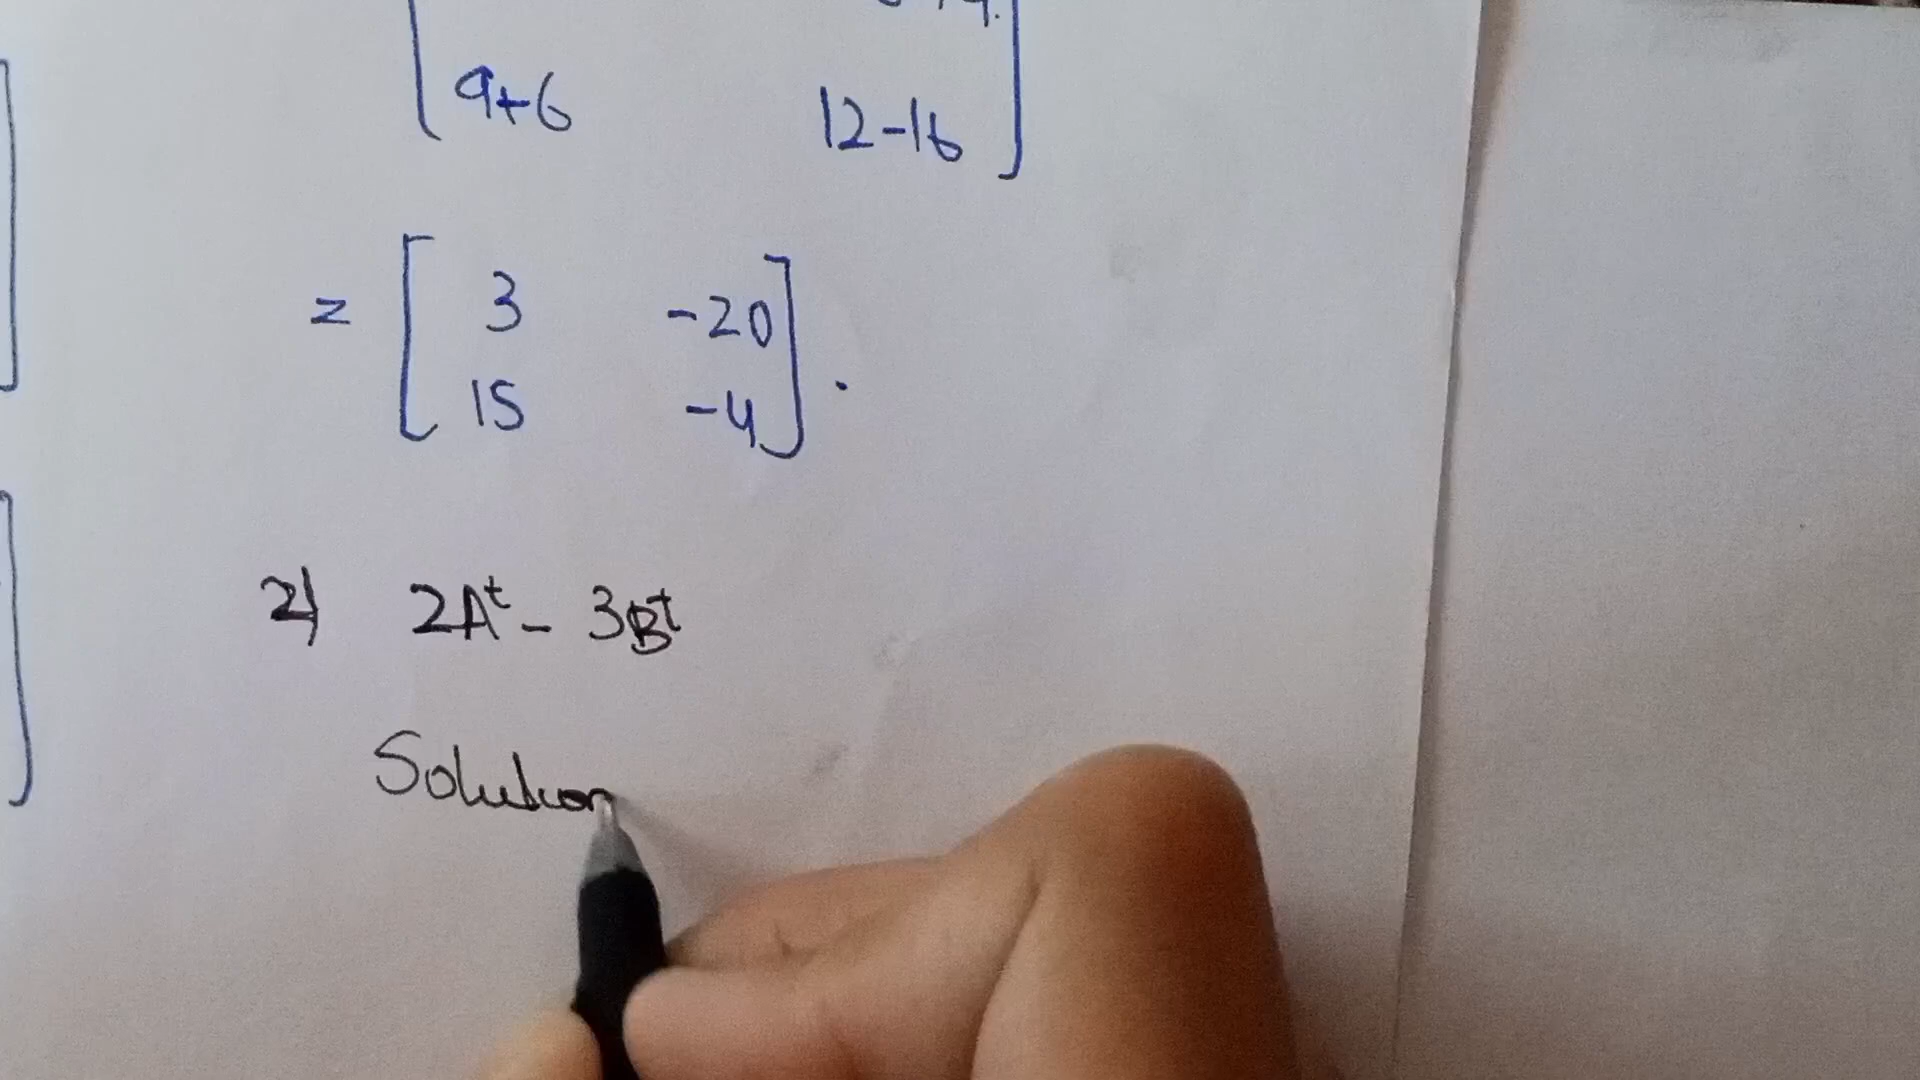 9+6 12-16
= [ 3 -20
15 -4 ] .
2) 2Aᵗ - 3Bᵗ
Solution